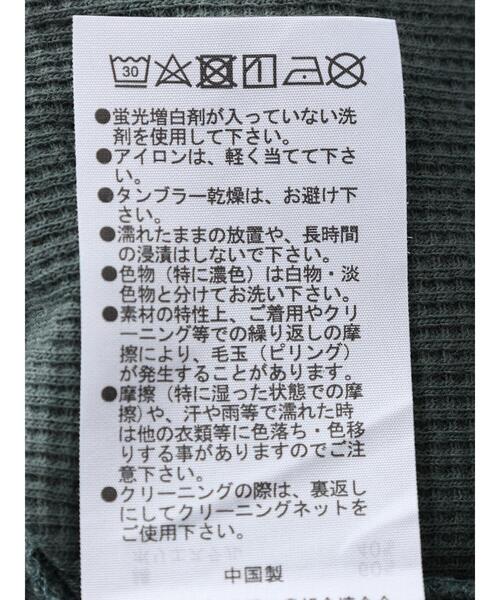 30
●蛍光増白剤が入っていない洗
剤を使用して下さい。
●アイロンは、軽く当てて下さ
い。
●タンブラー乾燥は、お避け下
さい。
●濡れたままの放置や、長時間
の浸漬はしないで下さい。
●色物（特に濃色）は白物・淡
色物と分けてお洗い下さい。
●素材の特性上、ご着用やクリ
ーニング等での繰り返しの摩
擦により、毛玉（ピリング）
が発生することがあります。
●摩擦（特に湿った状態での摩
擦）や、汗や雨等で濡れた時
は他の衣類等に色落ち・色移
りする事がありますのでご注
意下さい。
●クリーニングの際は、裏返し
にしてクリーニングネットを
ご使用下さい。
中国製